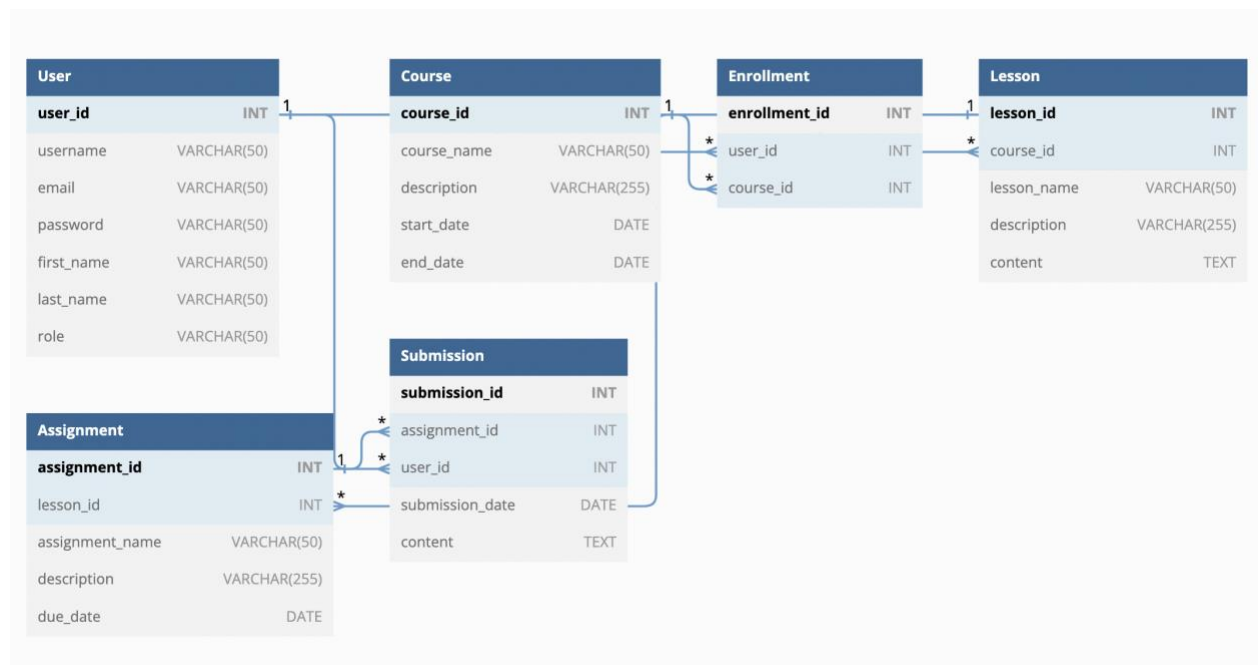 User
user_id INT
username VARCHAR(50)
email VARCHAR(50)
password VARCHAR(50)
first_name VARCHAR(50)
last_name VARCHAR(50)
role VARCHAR(50)
1
Course
course_id INT
course_name VARCHAR(50)
description VARCHAR(255)
start_date DATE
end_date DATE
1
Enrollment
enrollment_id INT
* user_id INT
* course_id INT
1
Lesson
lesson_id INT
* course_id INT
lesson_name VARCHAR(50)
description VARCHAR(255)
content TEXT
Assignment
assignment_id INT 1
lesson_id INT *
assignment_name VARCHAR(50)
description VARCHAR(255)
due_date DATE
Submission
submission_id INT
* assignment_id INT
* user_id INT
submission_date DATE
content TEXT